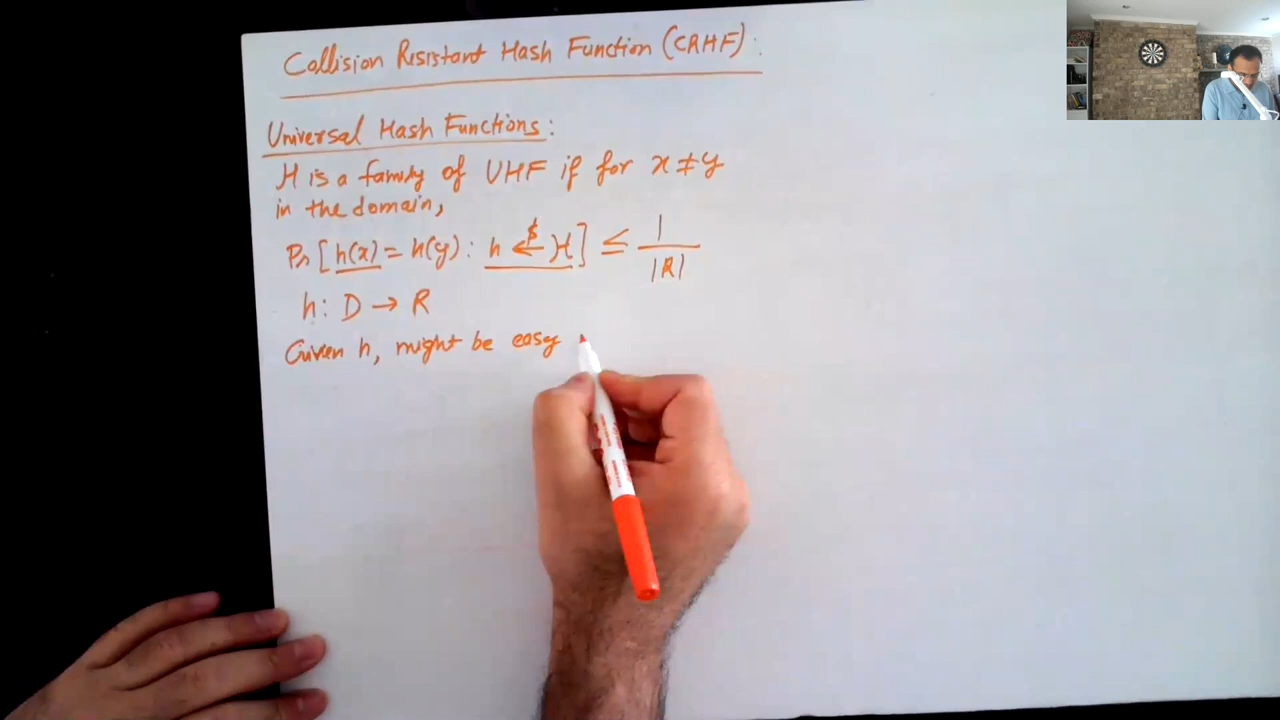 Collision Resistant Hash Function (CRHF):
Universal Hash Functions:
H is a family of UHF if for x ≠ y
in the domain,
Pr [h(x) = h(y) : h $← H] ≤ 1/|R|
h: D → R
Given h, might be easy